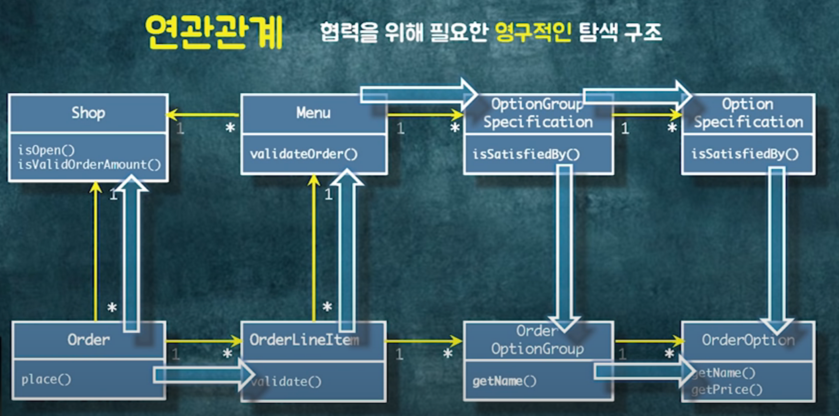 연관관계 협력을 위해 필요한 영구적인 탐색 구조
Shop
isOpen()
isValidOrderAmount()
1
*
Menu
validateOrder()
1
*
OptionGroup
Specification
isSatisfiedBy()
1
*
Option
Specification
isSatisfiedBy()
1
*
1
*
Order
place()
1
*
OrderLineItem
validate()
1
*
Order
OptionGroup
getName()
1
*
OrderOption
getName()
getPrice()